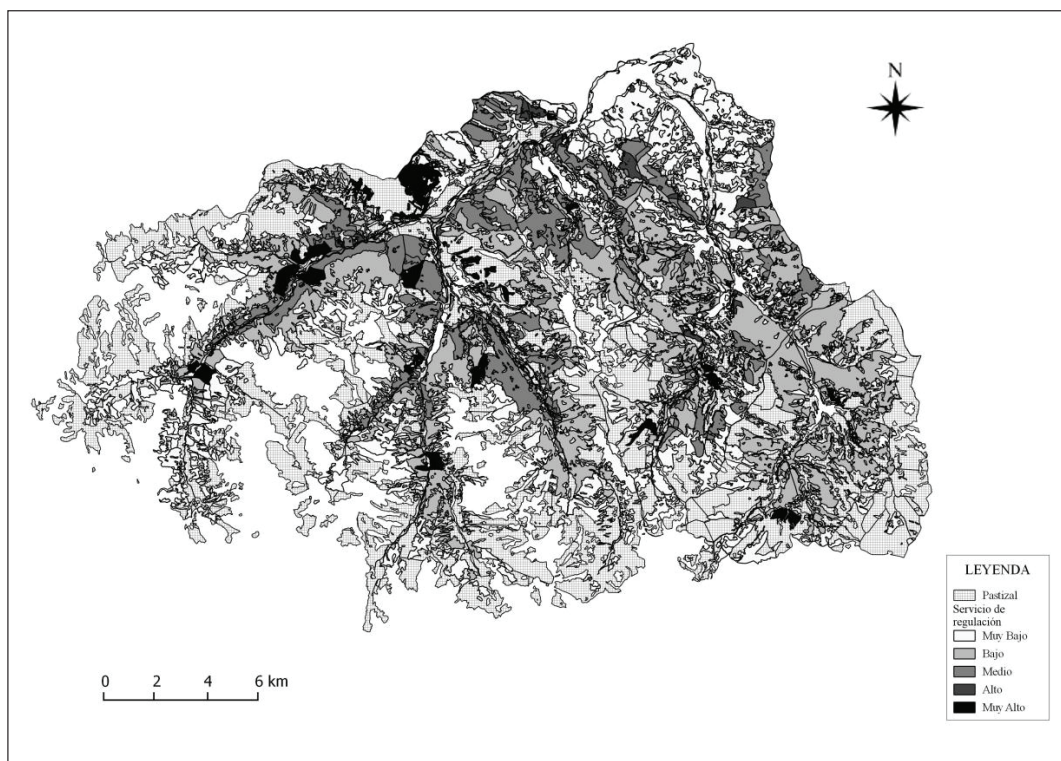 N
LEYENDA
Pastizal
Servicio de
regulación
Muy Bajo
Bajo
Medio
Alto
Muy Alto
0 2 4 6 km